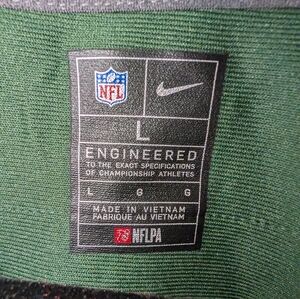 NFL
L
ENGINEERED
TO THE EXACT SPECIFICATIONS
OF CHAMPIONSHIP ATHLETES
L G G
MADE IN VIETNAM
FABRIQUE AU VIETNAM
NFLPA